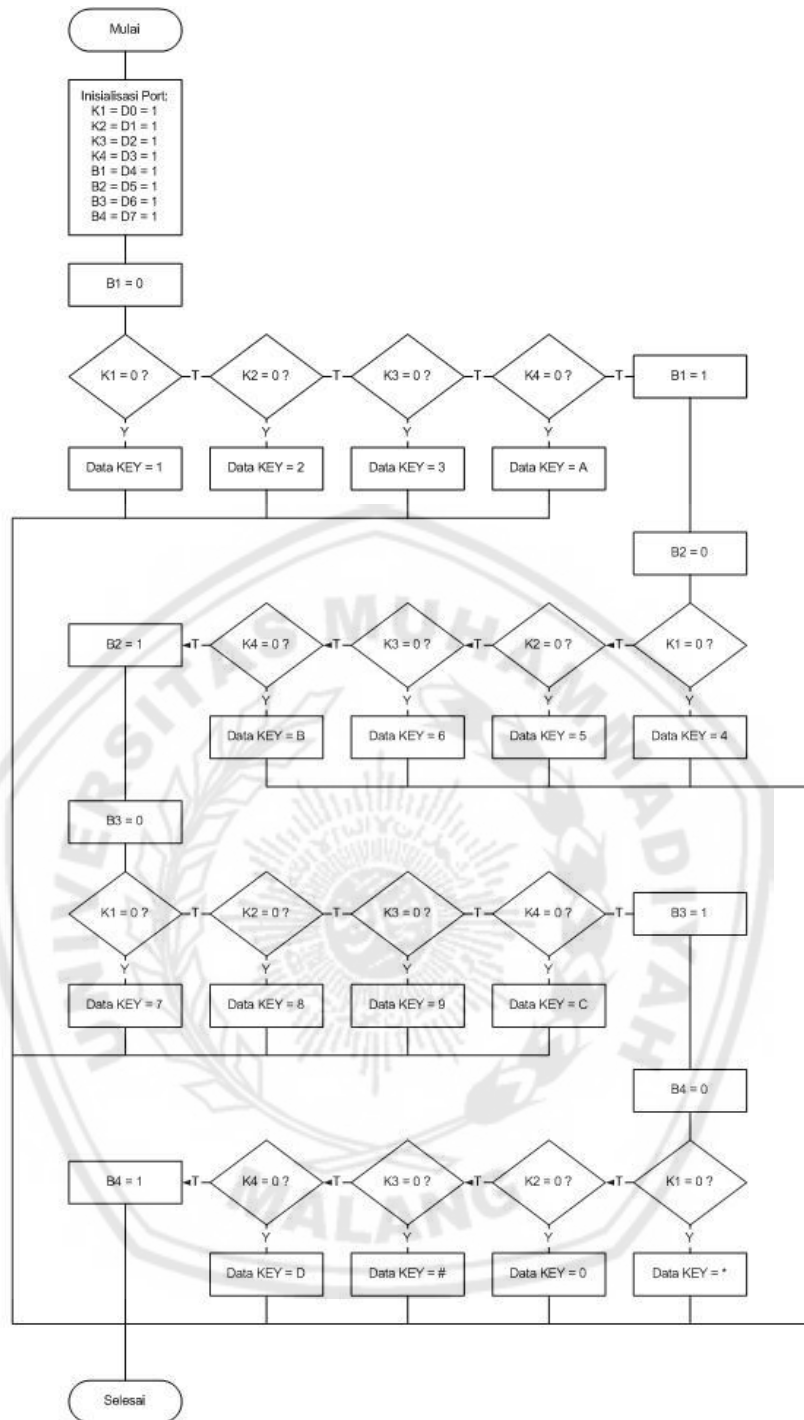 Mulai
Inisialisasi Port:
K1 = D0 = 1
K2 = D1 = 1
K3 = D2 = 1
K4 = D3 = 1
B1 = D4 = 1
B2 = D5 = 1
B3 = D6 = 1
B4 = D7 = 1
B1 = 0
K1 = 0 ? T K2 = 0 ? T K3 = 0 ? T K4 = 0 ? T B1 = 1
Y Y Y Y
Data KEY = 1 Data KEY = 2 Data KEY = 3 Data KEY = A
B2 = 0
B2 = 1 T K4 = 0 ? T K3 = 0 ? T K2 = 0 ? T K1 = 0 ?
Y Y Y Y
Data KEY = B Data KEY = 6 Data KEY = 5 Data KEY = 4
B3 = 0
K1 = 0 ? T K2 = 0 ? T K3 = 0 ? T K4 = 0 ? T B3 = 1
Y Y Y Y
Data KEY = 7 Data KEY = 8 Data KEY = 9 Data KEY = C
B4 = 0
B4 = 1 T K4 = 0 ? T K3 = 0 ? T K2 = 0 ? T K1 = 0 ?
Y Y Y Y
Data KEY = D Data KEY = # Data KEY = 0 Data KEY = *
Selesai
UNIVERSITAS MUHAMMADIYAH
MALANG